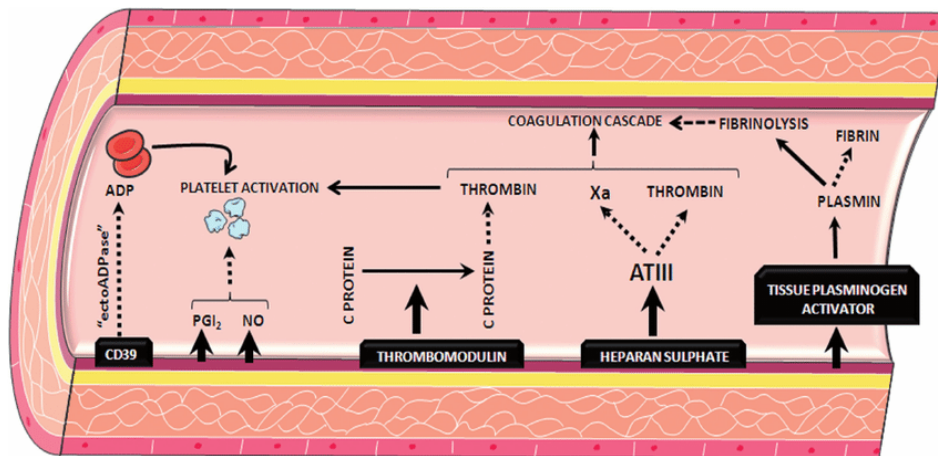 COAGULATION CASCADE
FIBRINOLYSIS
FIBRIN
ADP
PLATELET ACTIVATION
THROMBIN
Xa
THROMBIN
PLASMIN
"ectoADPase"
C PROTEIN
C PROTEIN
ATIII
TISSUE PLASMINOGEN
ACTIVATOR
PGI₂
NO
CD39
THROMBOMODULIN
HEPARAN SULPHATE